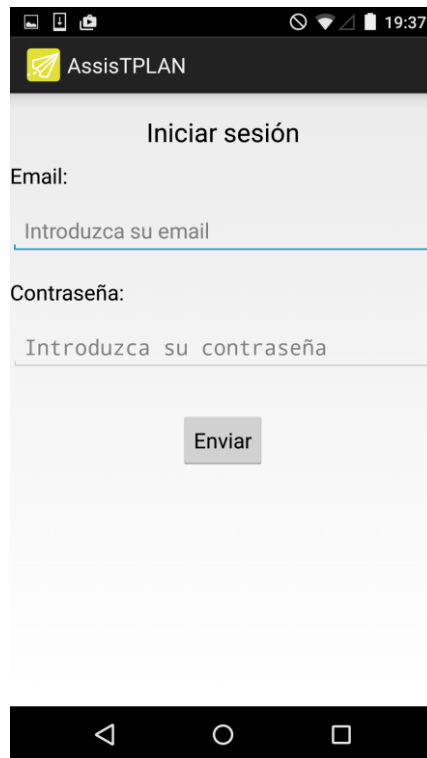 19:37
AssisTPLAN
Iniciar sesión
Email:
Introduzca su email
Contraseña:
Introduzca su contraseña
Enviar